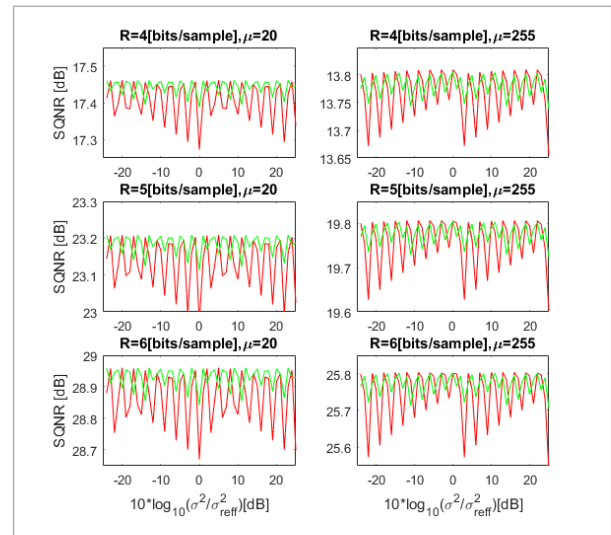 R=4[bits/sample],μ=20
R=4[bits/sample],μ=255
SQNR [dB]
17.5
17.4
17.3
13.8
13.75
13.7
13.65
-20 -10 0 10 20
-20 -10 0 10 20
R=5[bits/sample],μ=20
R=5[bits/sample],μ=255
SQNR [dB]
23.3
23.2
23.1
23
19.8
19.7
19.6
-20 -10 0 10 20
-20 -10 0 10 20
R=6[bits/sample],μ=20
R=6[bits/sample],μ=255
SQNR [dB]
29
28.9
28.8
28.7
25.8
25.7
25.6
-20 -10 0 10 20
-20 -10 0 10 20
10*log₁₀(σ²/σ²reff)[dB]
10*log₁₀(σ²/σ²reff)[dB]